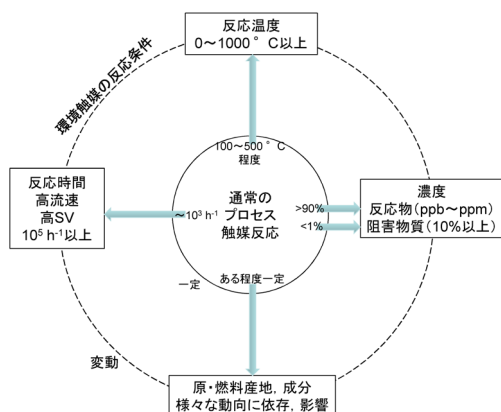 反応温度
0～1000°C以上
環境触媒の反応条件
100～500°C
程度
反応時間
高流速
高SV
10⁵ h⁻¹以上
～10³ h⁻¹
通常の
プロセス
触媒反応
>90%
<1%
濃度
反応物(ppb～ppm)
阻害物質(10%以上)
一定
ある程度一定
変動
原・燃料産地，成分
様々な動向に依存，影響